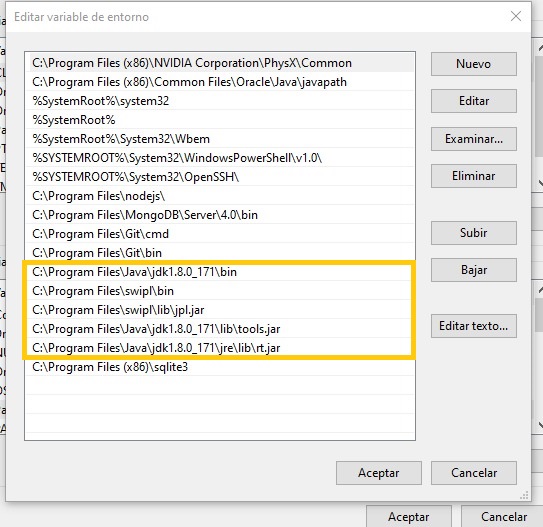 Editar variable de entorno
C:\Program Files (x86)\NVIDIA Corporation\PhysX\Common
C:\Program Files (x86)\Common Files\Oracle\Java\javapath
%SystemRoot%\system32
%SystemRoot%
%SystemRoot%\System32\Wbem
%SYSTEMROOT%\System32\WindowsPowerShell\v1.0\
%SYSTEMROOT%\System32\OpenSSH\
C:\Program Files\nodejs\
C:\Program Files\MongoDB\Server\4.0\bin
C:\Program Files\Git\cmd
C:\Program Files\Git\bin
C:\Program Files\Java\jdk1.8.0_171\bin
C:\Program Files\swipl\bin
C:\Program Files\swipl\lib\jpl.jar
C:\Program Files\Java\jdk1.8.0_171\lib\tools.jar
C:\Program Files\Java\jdk1.8.0_171\jre\lib\rt.jar
C:\Program Files (x86)\sqlite3
Nuevo
Editar
Examinar...
Eliminar
Subir
Bajar
Editar texto...
Aceptar
Cancelar
Aceptar
Cancelar